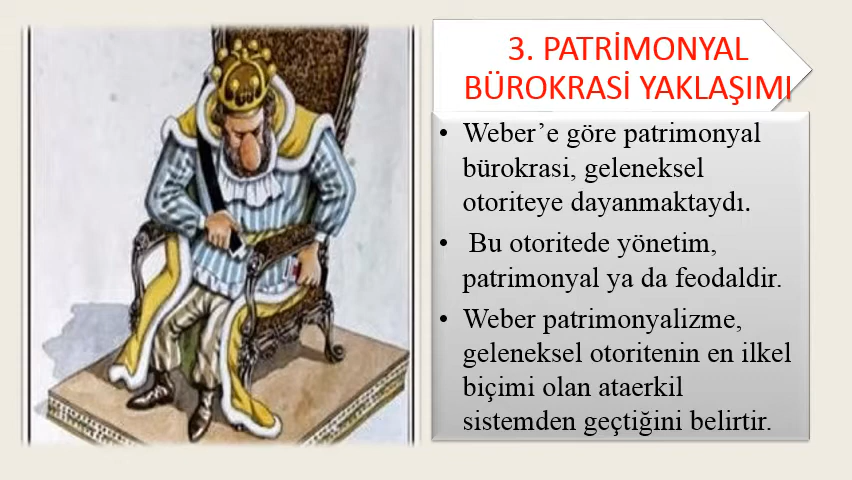 3. PATRİMONYAL
BÜROKRASİ YAKLAŞIMI
• Weber’e göre patrimonyal
bürokrasi, geleneksel
otoriteye dayanmaktaydı.
• Bu otoritede yönetim,
patrimonyal ya da feodaldir.
• Weber patrimonyalizme,
geleneksel otoritenin en ilkel
biçimi olan ataerkil
sistemden geçtiğini belirtir.